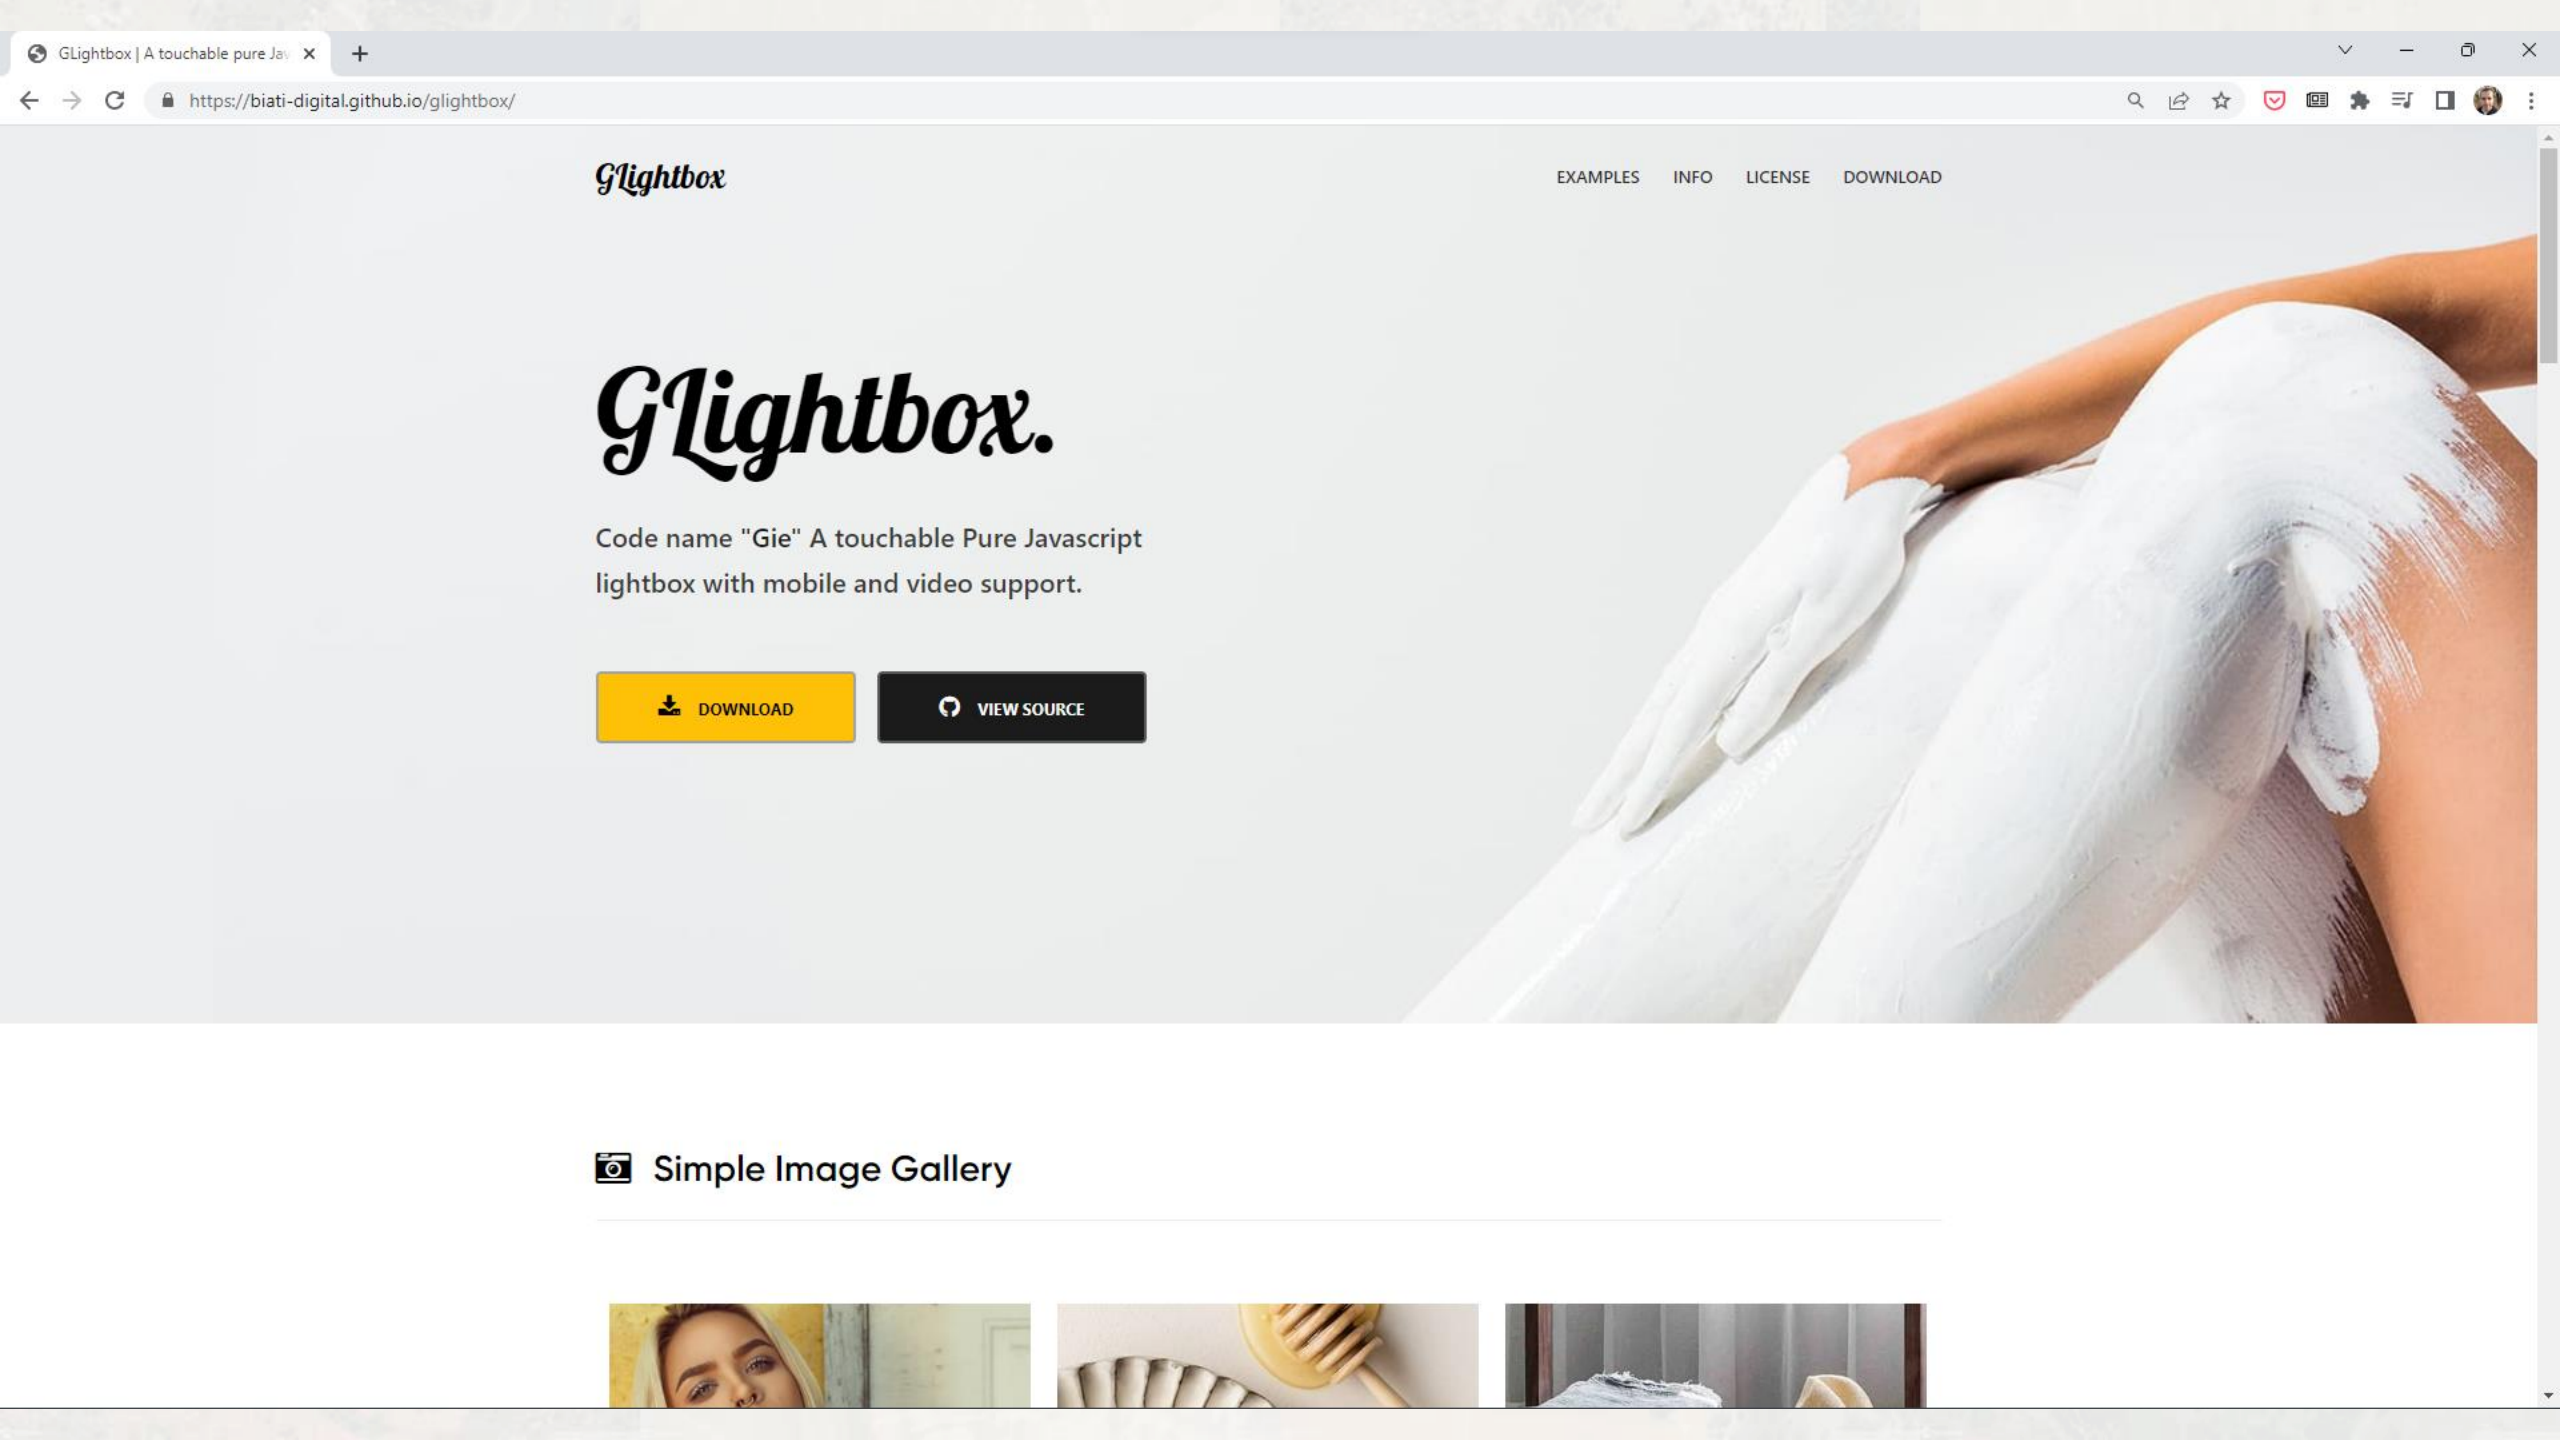 GLightbox | A touchable pure Jav
https://biati-digital.github.io/glightbox/
GLightbox
EXAMPLES INFO LICENSE DOWNLOAD
GLightbox.
Code name "Gie" A touchable Pure Javascript
lightbox with mobile and video support.
DOWNLOAD VIEW SOURCE
Simple Image Gallery